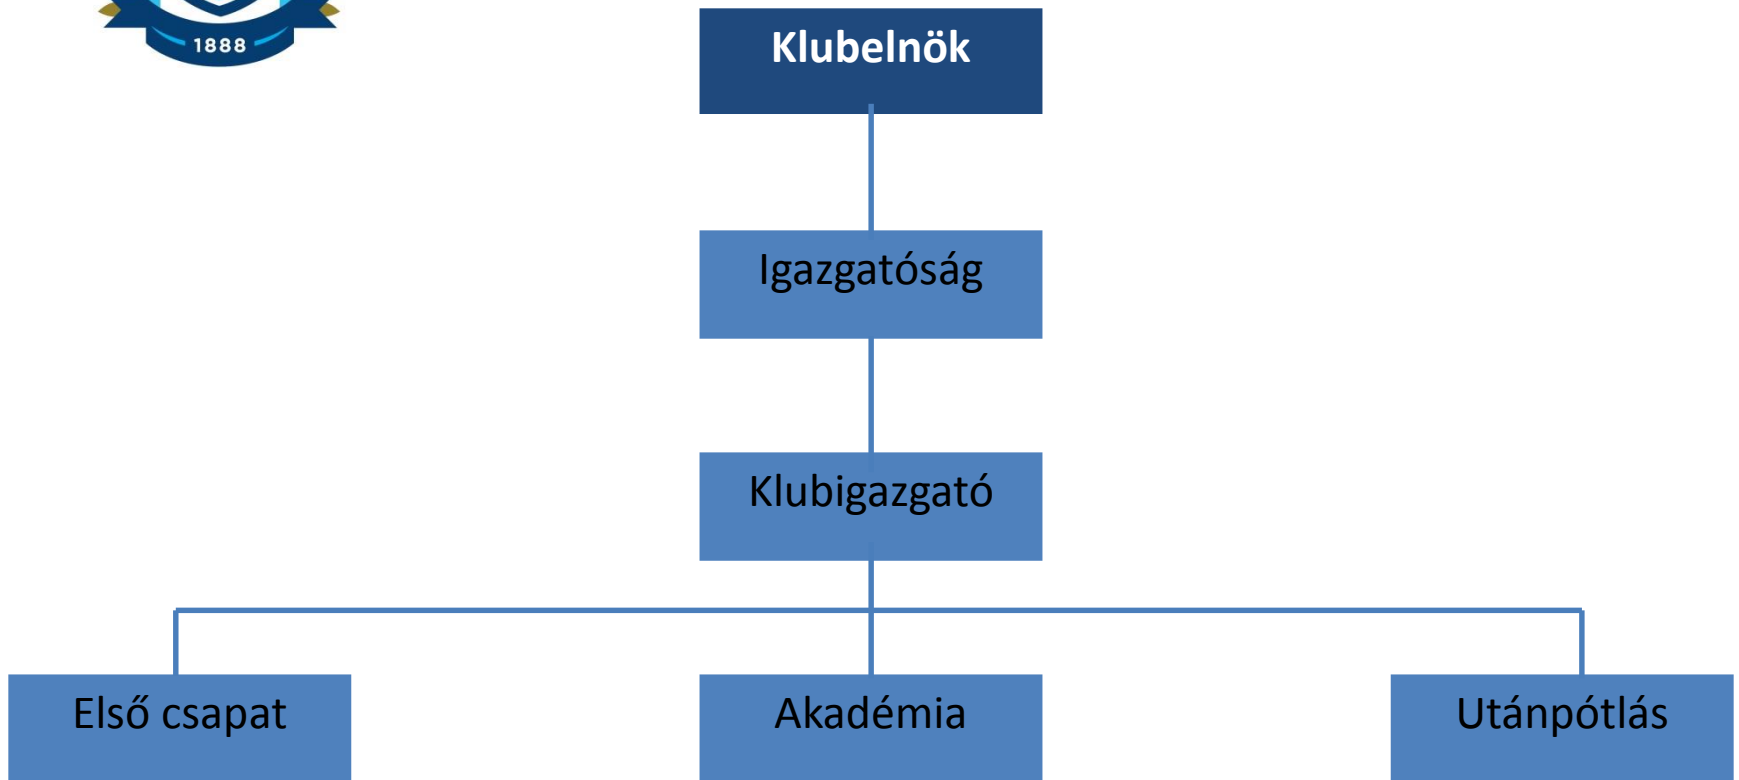 1888
Klubelnök
Igazgatóság
Klubigazgató
Első csapat
Akadémia
Utánpótlás